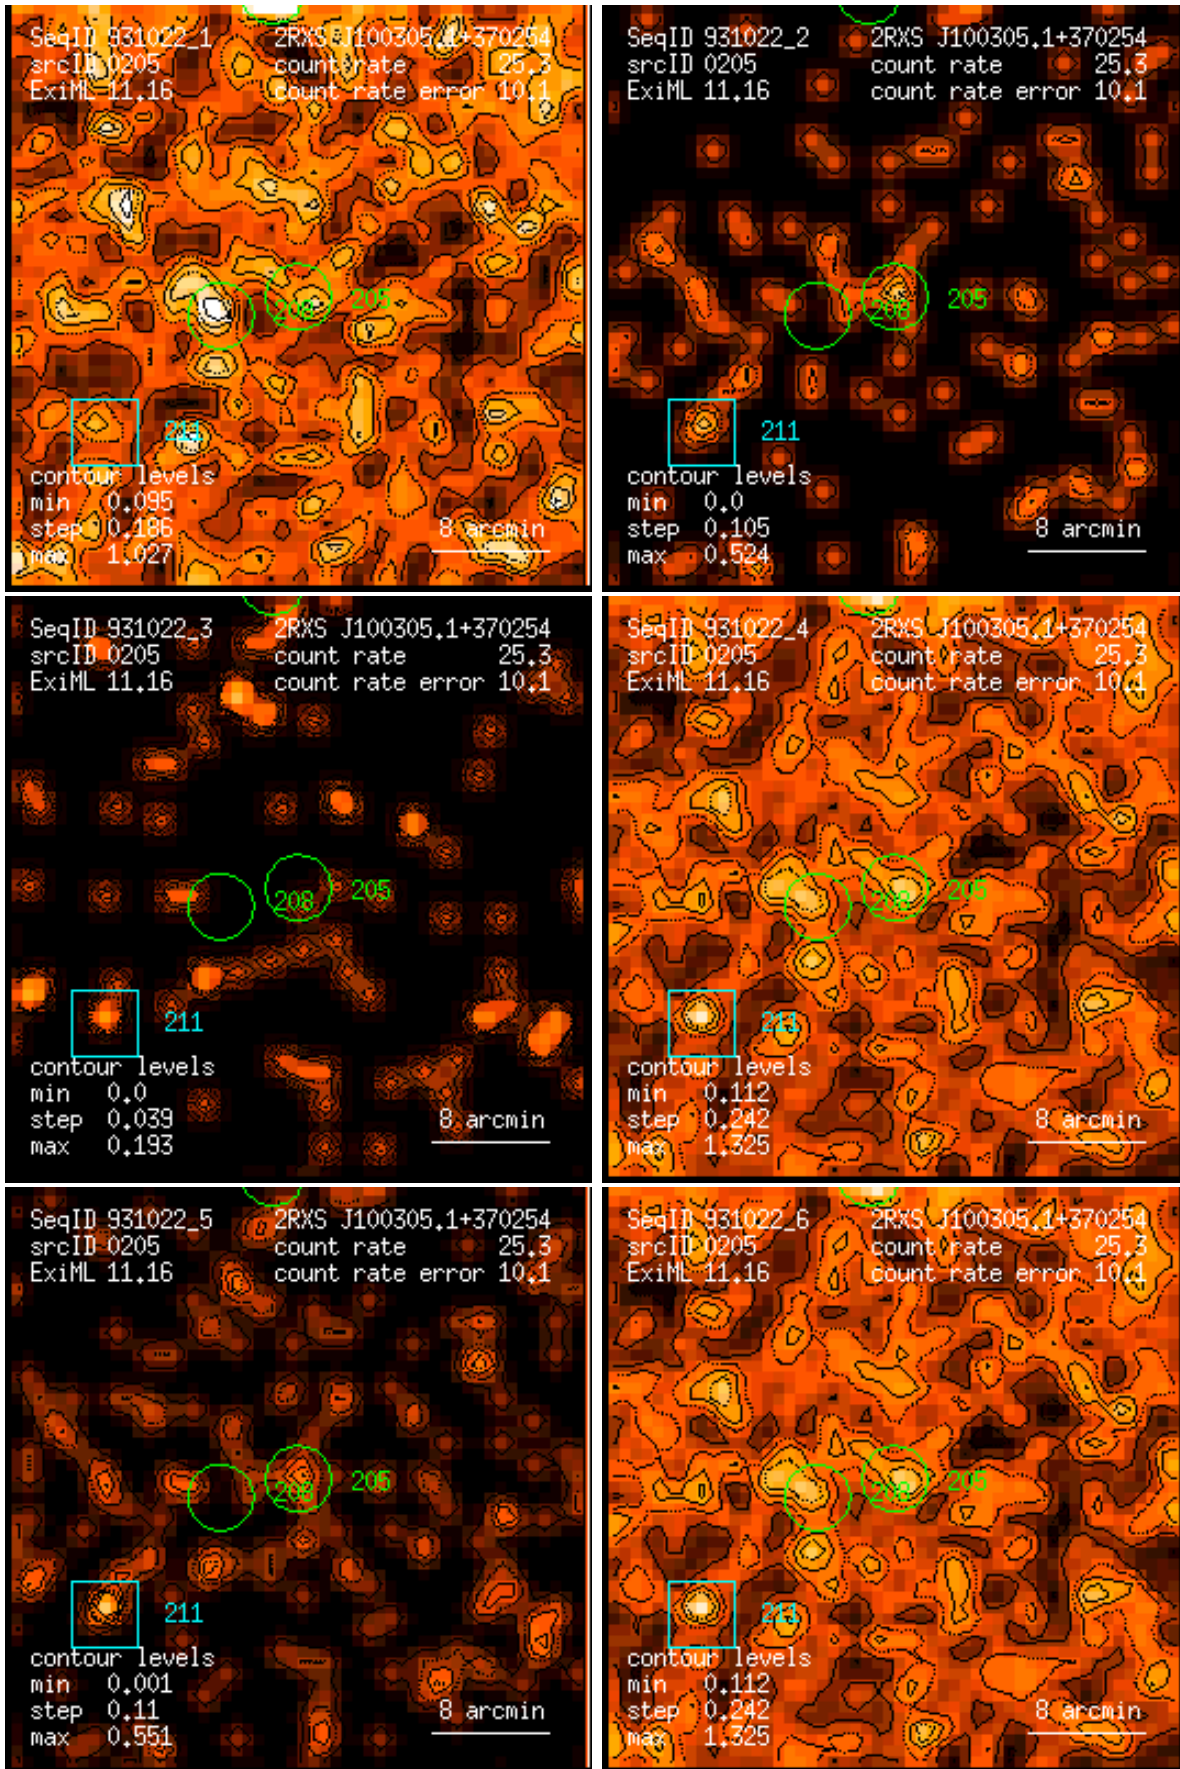 SeqID 931022_1 2RXS J100305.1+370254
srcID 0205 count rate 25.3
ExiML 11.16 count rate error 10.1
208 205
211
contour levels
min 0.095
step 0.186 8 arcmin
max 1.027
SeqID 931022_2 2RXS J100305.1+370254
srcID 0205 count rate 25.3
ExiML 11.16 count rate error 10.1
208 205
211
contour levels
min 0.0
step 0.105 8 arcmin
max 0.524
SeqID 931022_3 2RXS J100305.1+370254
srcID 0205 count rate 25.3
ExiML 11.16 count rate error 10.1
208 205
211
contour levels
min 0.0
step 0.039 8 arcmin
max 0.193
SeqID 931022_4 2RXS J100305.1+370254
srcID 0205 count rate 25.3
ExiML 11.16 count rate error 10.1
208 205
211
contour levels
min 0.112
step 0.242 8 arcmin
max 1.325
SeqID 931022_5 2RXS J100305.1+370254
srcID 0205 count rate 25.3
ExiML 11.16 count rate error 10.1
208 205
211
contour levels
min 0.001
step 0.11 8 arcmin
max 0.551
SeqID 931022_6 2RXS J100305.1+370254
srcID 0205 count rate 25.3
ExiML 11.16 count rate error 10.1
208 205
211
contour levels
min 0.112
step 0.242 8 arcmin
max 1.325